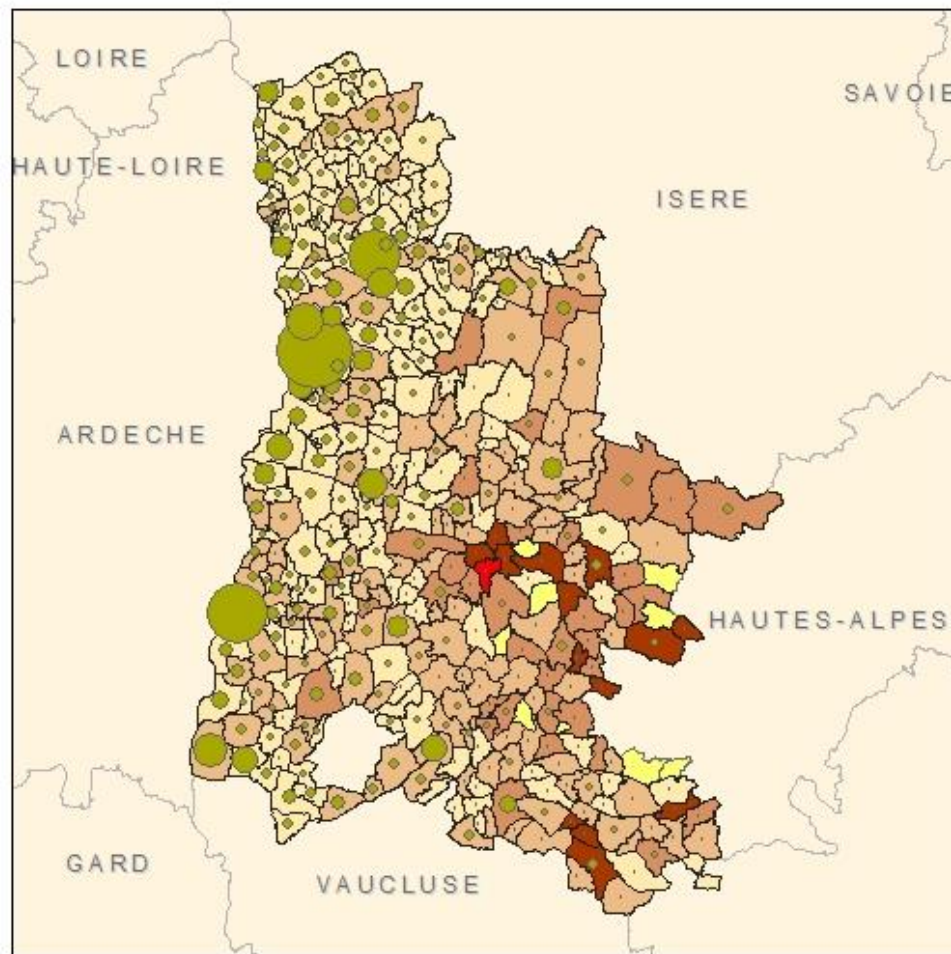 LOIRE
SAVOIE
HAUTE-LOIRE
ISERE
ARDECHE
HAUTES-ALPES
GARD
VAUCLUSE